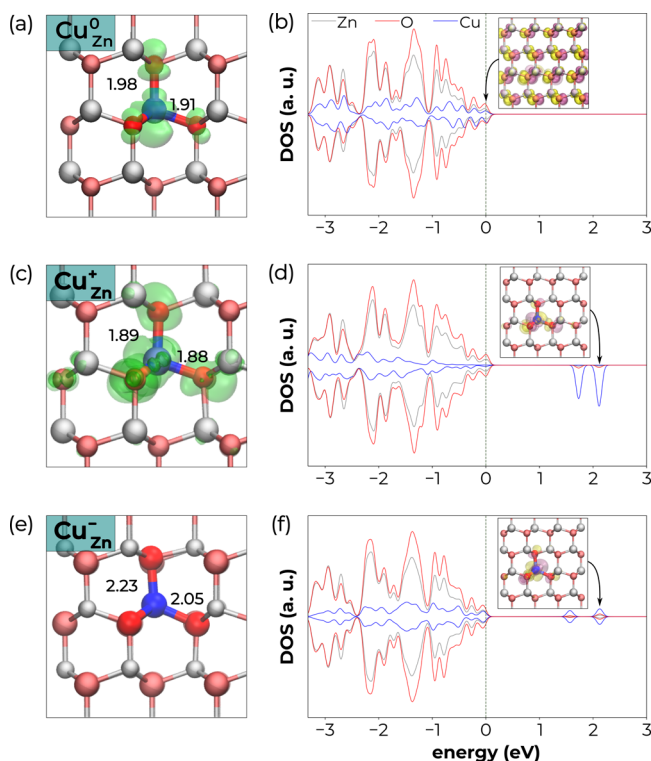 (a) Cu⁰Zn
1.98
1.91
(b)
Zn O Cu
DOS (a. u.)
−3 −2 −1 0 1 2 3
(c) Cu⁺Zn
1.89
1.88
(d)
DOS (a. u.)
−3 −2 −1 0 1 2 3
(e) Cu⁻Zn
2.23
2.05
(f)
DOS (a. u.)
−3 −2 −1 0 1 2 3
energy (eV)